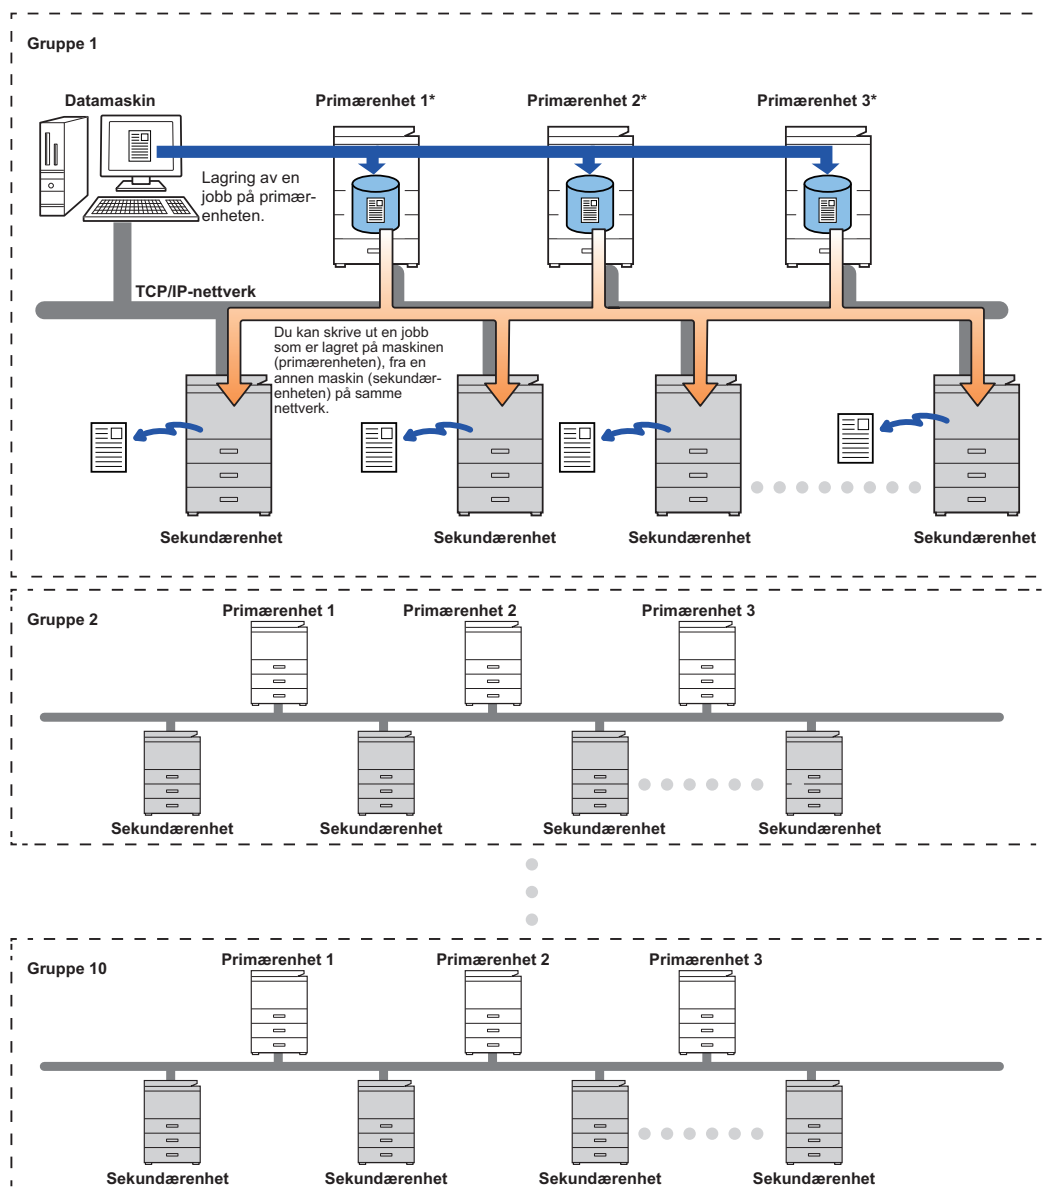 Gruppe 1
Datamaskin
Primærenhet 1*
Primærenhet 2*
Primærenhet 3*
Lagring av en
jobb på primær-
enheten.
TCP/IP-nettverk
Du kan skrive ut en jobb
som er lagret på maskinen
(primærenheten), fra en
annen maskin (sekundær-
enheten) på samme
nettverk.
Sekundærenhet
Sekundærenhet
Sekundærenhet
Sekundærenhet
Gruppe 2
Primærenhet 1
Primærenhet 2
Primærenhet 3
Sekundærenhet
Sekundærenhet
Sekundærenhet
Sekundærenhet
Gruppe 10
Primærenhet 1
Primærenhet 2
Primærenhet 3
Sekundærenhet
Sekundærenhet
Sekundærenhet
Sekundærenhet